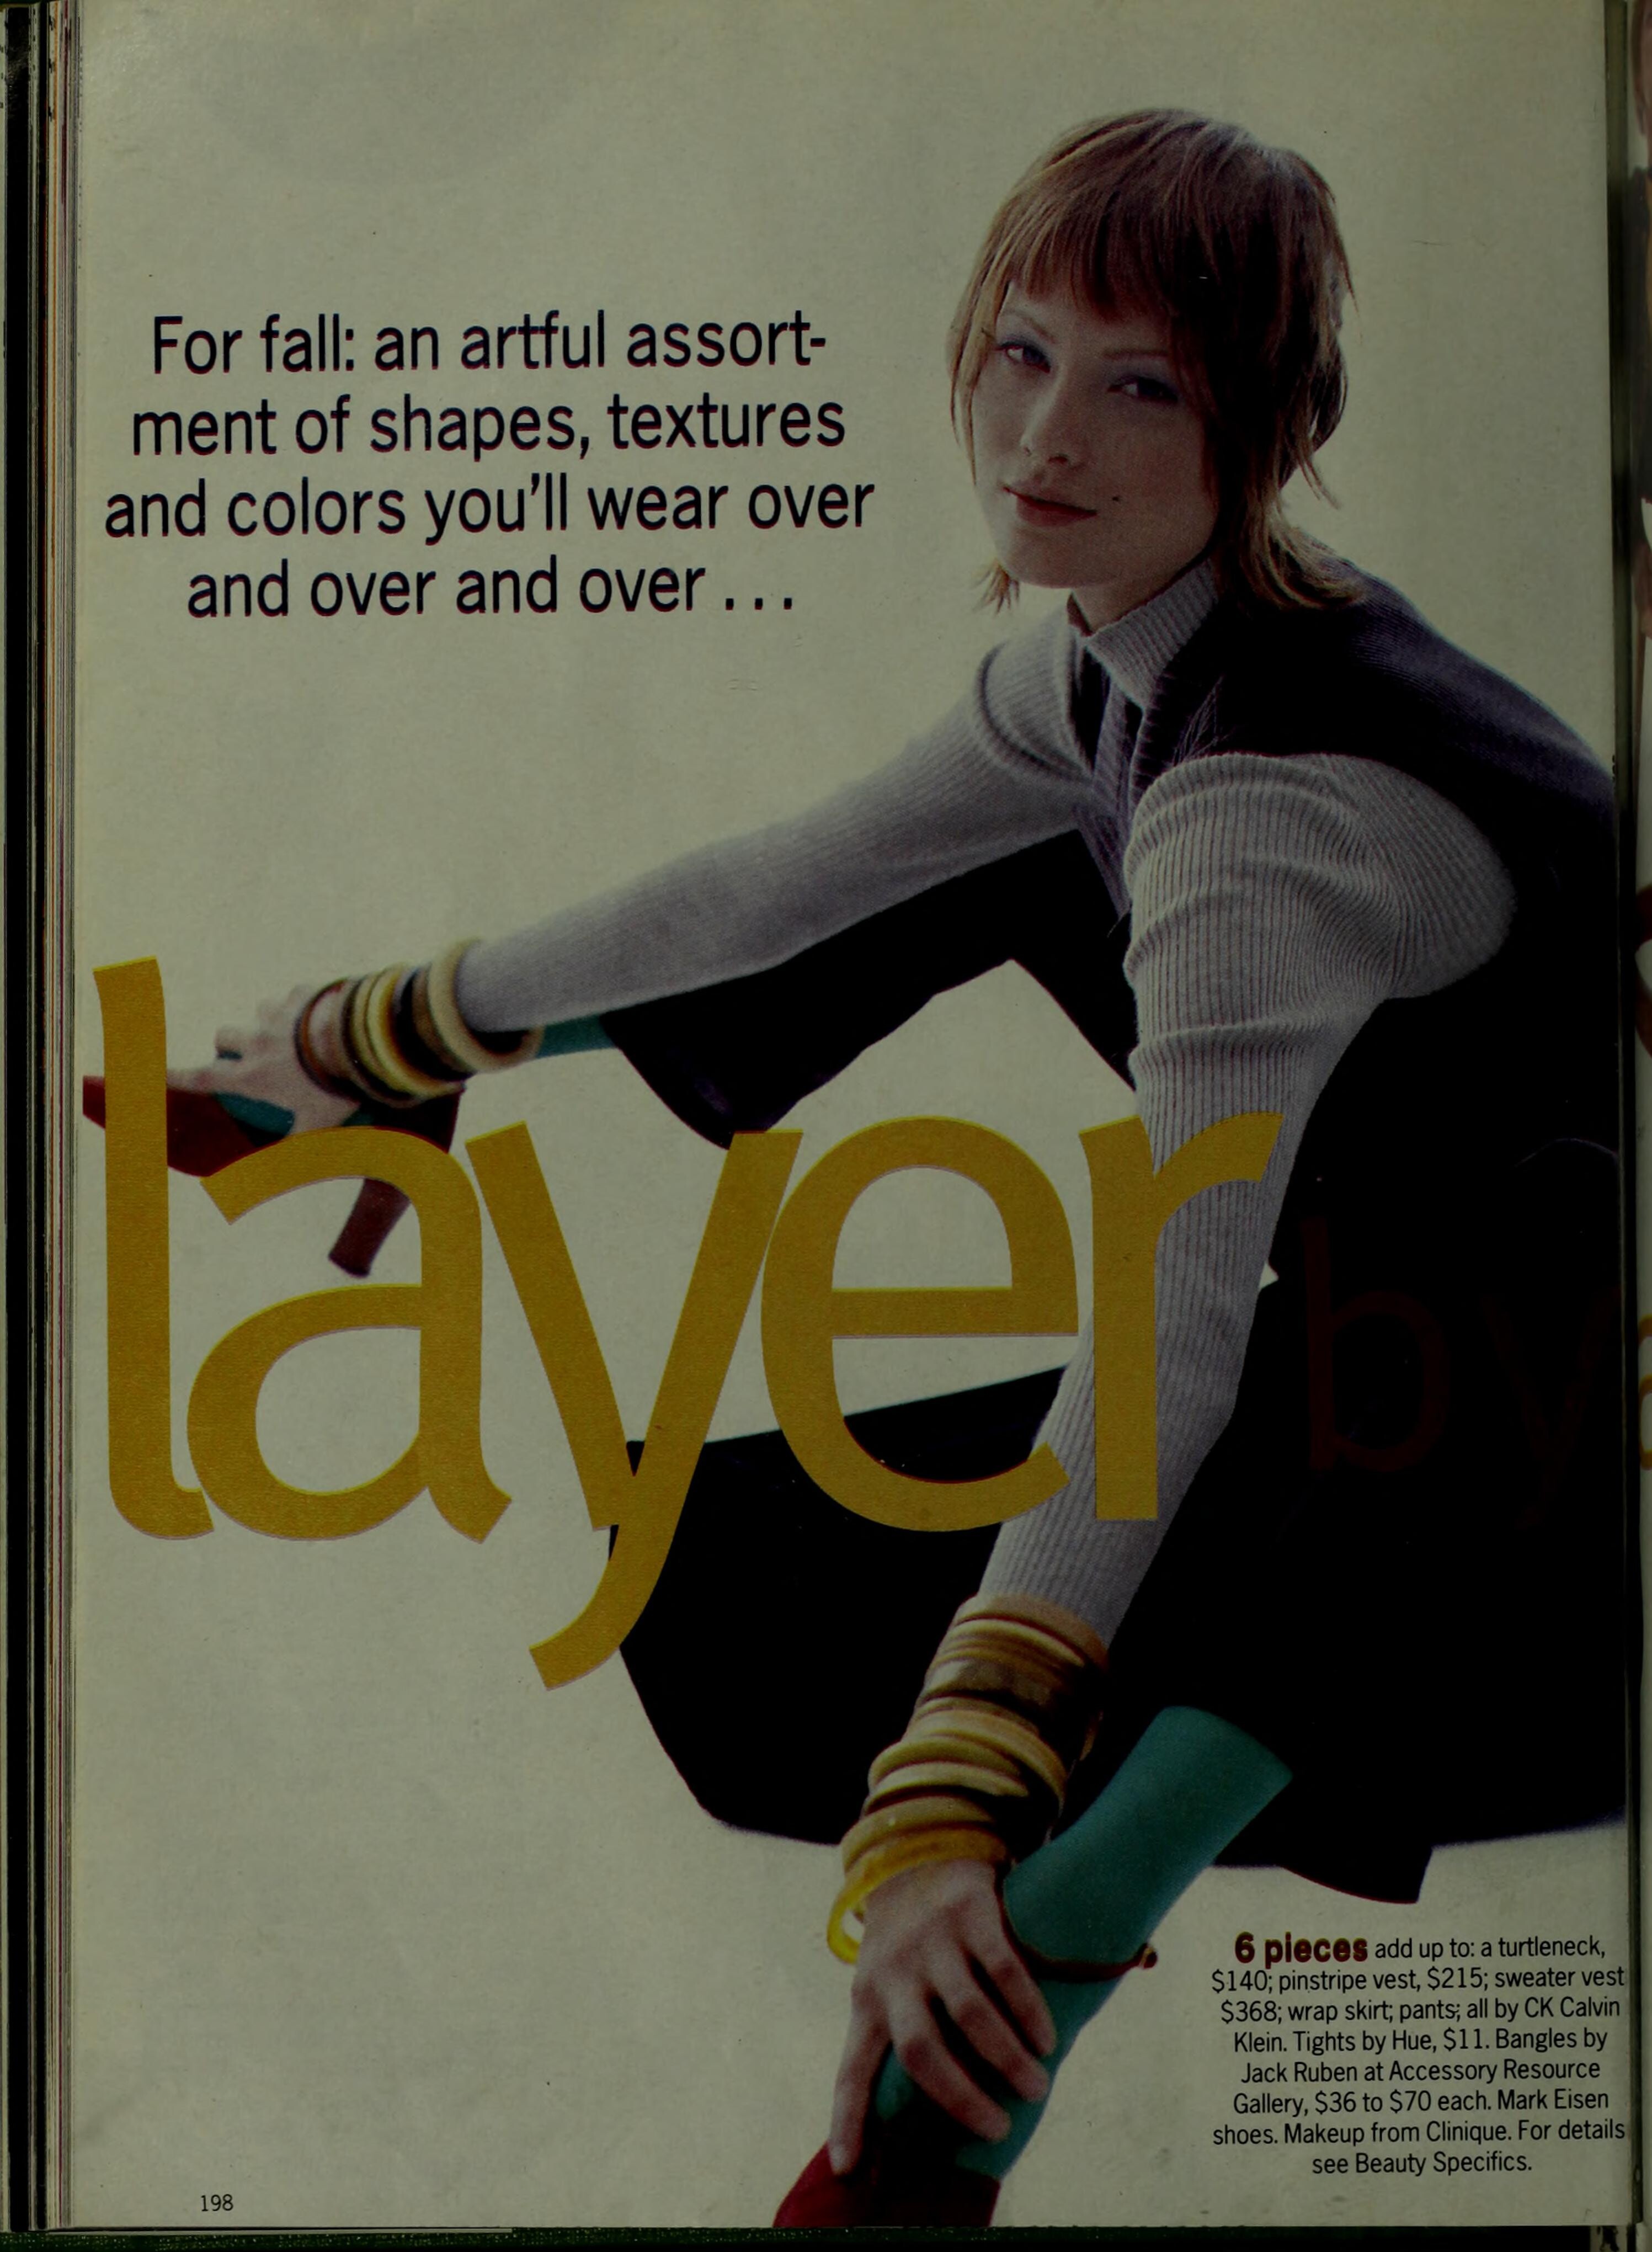 For fall: an artful assort-
ment of shapes, textures
and colors you'll wear over
and over and over . . .
layer by
6 pieces add up to: a turtleneck,
$140; pinstripe vest, $215; sweater vest
$368; wrap skirt; pants; all by CK Calvin
Klein. Tights by Hue, $11. Bangles by
Jack Ruben at Accessory Resource
Gallery, $36 to $70 each. Mark Eisen
shoes. Makeup from Clinique. For details
see Beauty Specifics.
198